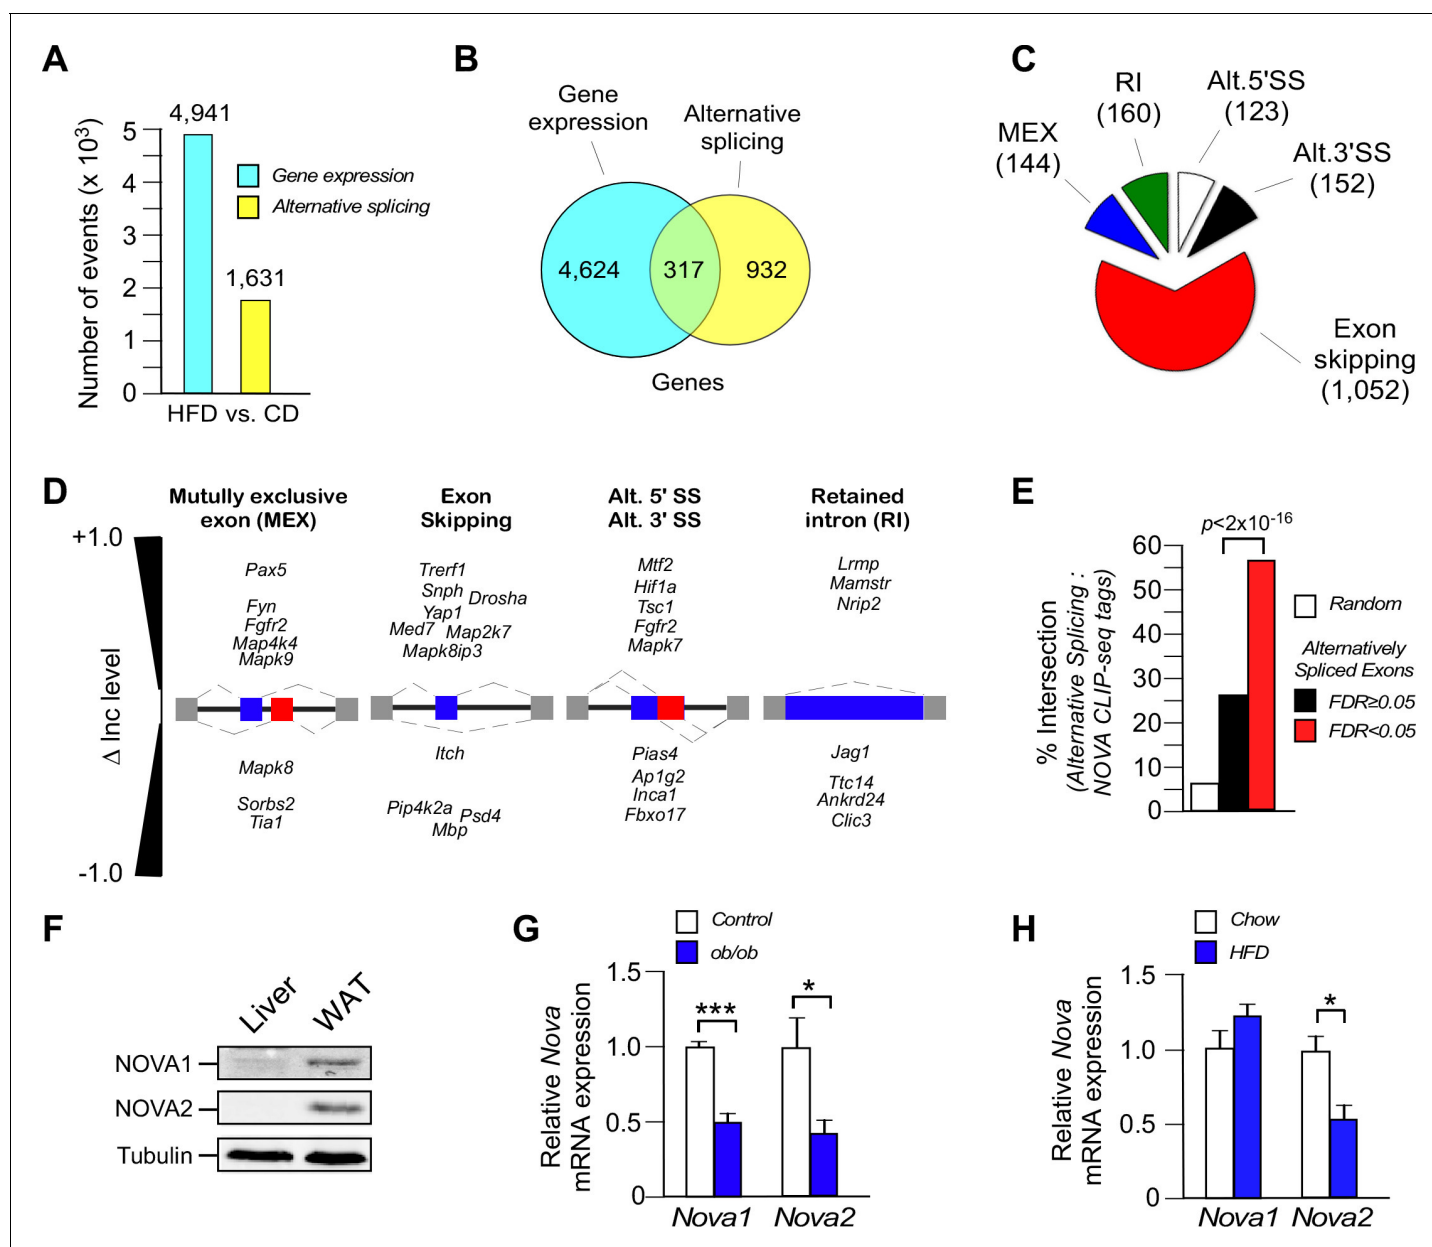 A
4,941
5
4
3
2
1
0
Number of events (x 10³)
Gene expression
Alternative splicing
1,631
HFD vs. CD
B
Gene
expression
Alternative
splicing
4,624
317
932
Genes
C
MEX
(144)
RI
(160)
Alt.5'SS
(123)
Alt.3'SS
(152)
Exon
skipping
(1,052)
D
Mutully exclusive
exon (MEX)
Exon
Skipping
Alt. 5' SS
Alt. 3' SS
Retained
intron (RI)
+1.0
Δ Inc level
-1.0
Pax5
Fyn
Fgfr2
Map4k4
Mapk9
Mapk8
Sorbs2
Tia1
Trerf1
Snph
Drosha
Yap1
Med7 Map2k7
Mapk8ip3
Itch
Pip4k2a Psd4
Mbp
Mtf2
Hif1a
Tsc1
Fgfr2
Mapk7
Pias4
Ap1g2
Inca1
Fbxo17
Lrmp
Mamstr
Nrip2
Jag1
Ttc14
Ankrd24
Clic3
E
p<2x10⁻¹⁶
60
50
40
30
20
10
0
% Intersection
(Alternative Splicing :
NOVA CLIP-seq tags)
Random
Alternatively
Spliced Exons
FDR≥0.05
FDR<0.05
F
Liver
WAT
NOVA1
NOVA2
Tubulin
G
Control
ob/ob
1.5
1.0
0.5
0
Relative Nova
mRNA expression
***
*
Nova1
Nova2
H
Chow
HFD
1.5
1.0
0.5
0
Relative Nova
mRNA expression
*
Nova1
Nova2